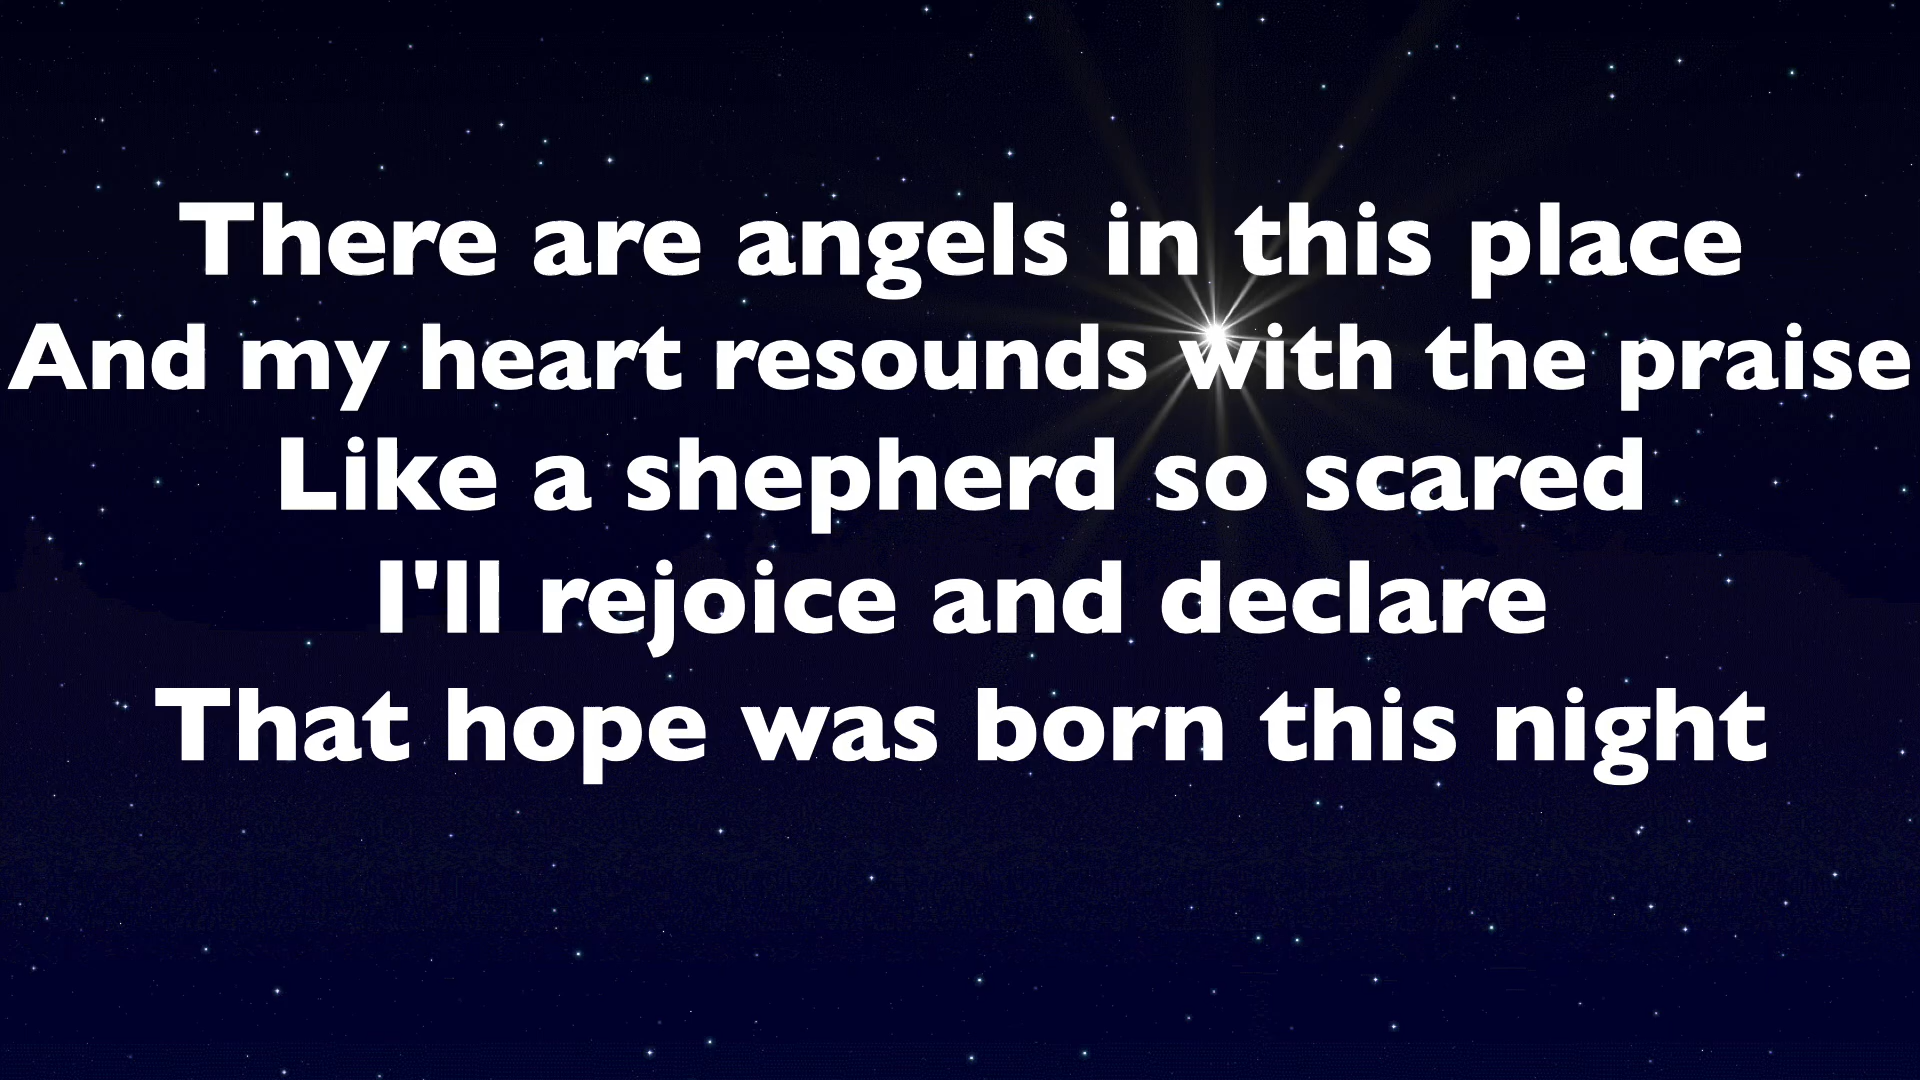 There are angels in this place
And my heart resounds with the praise
Like a shepherd so scared
I'll rejoice and declare
That hope was born this night